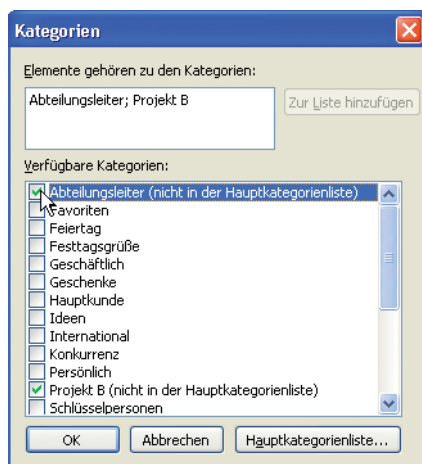 Kategorien
Elemente gehören zu den Kategorien:
Abteilungsleiter; Projekt B
Zur Liste hinzufügen
Verfügbare Kategorien:
Abteilungsleiter (nicht in der Hauptkategorienliste)
Favoriten
Feiertag
Festtagsgrüße
Geschäftlich
Geschenke
Hauptkunde
Ideen
International
Konkurrenz
Persönlich
Projekt B (nicht in der Hauptkategorienliste)
Schlüsselpersonen
OK
Abbrechen
Hauptkategorienliste...